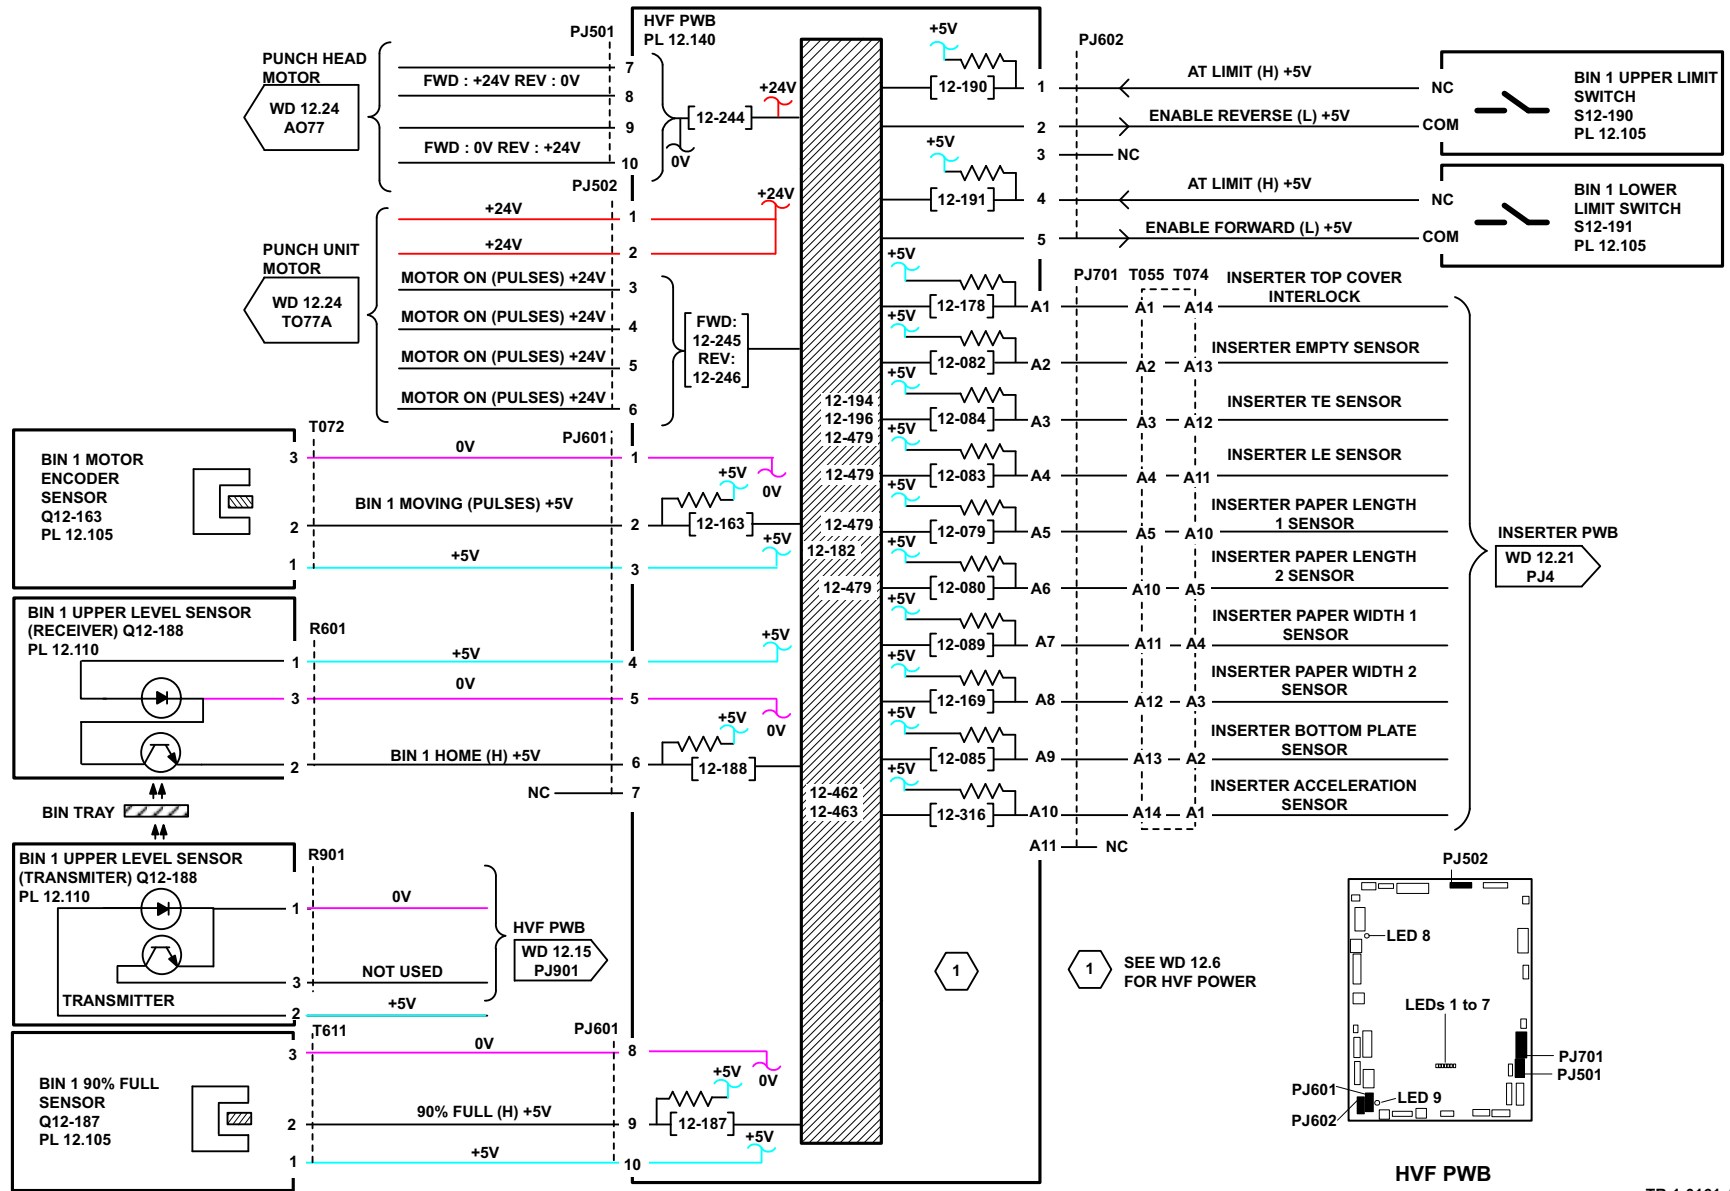 HVF PWB
PL 12.140
PJ501
PUNCH HEAD
MOTOR
WD 12.24
AO77
FWD : +24V REV : 0V
FWD : 0V REV : +24V
7
8
9
10
12-244
+24V
0V
PJ502
PUNCH UNIT
MOTOR
WD 12.24
TO77A
+24V
+24V
MOTOR ON (PULSES) +24V
MOTOR ON (PULSES) +24V
MOTOR ON (PULSES) +24V
MOTOR ON (PULSES) +24V
1
2
3
4
5
6
+24V
FWD:
12-245
REV:
12-246
BIN 1 MOTOR
ENCODER
SENSOR
Q12-163
PL 12.105
T072
PJ601
3
0V
1
0V
2
BIN 1 MOVING (PULSES) +5V
2
+5V
12-163
1
+5V
3
+5V
BIN 1 UPPER LEVEL SENSOR
(RECEIVER) Q12-188
PL 12.110
R601
1
+5V
4
+5V
3
0V
5
0V
2
BIN 1 HOME (H) +5V
6
+5V
12-188
NC
7
BIN TRAY
BIN 1 UPPER LEVEL SENSOR
(TRANSMITER) Q12-188
PL 12.110
R901
1
0V
3
NOT USED
TRANSMITTER
2
+5V
HVF PWB
WD 12.15
PJ901
BIN 1 90% FULL
SENSOR
Q12-187
PL 12.105
T611
PJ601
3
0V
8
0V
2
90% FULL (H) +5V
9
+5V
12-187
1
+5V
10
+5V
12-194
12-196
12-479
12-479
12-479
12-182
12-479
12-462
12-463
PJ602
+5V
12-190
1
AT LIMIT (H) +5V
NC
2
ENABLE REVERSE (L) +5V
COM
3
NC
BIN 1 UPPER LIMIT
SWITCH
S12-190
PL 12.105
+5V
12-191
4
AT LIMIT (H) +5V
NC
5
ENABLE FORWARD (L) +5V
COM
BIN 1 LOWER
LIMIT SWITCH
S12-191
PL 12.105
PJ701 T055 T074
+5V
12-178
A1
A1
A14
INSERTER TOP COVER
INTERLOCK
+5V
12-082
A2
A2
A13
INSERTER EMPTY SENSOR
+5V
12-084
A3
A3
A12
INSERTER TE SENSOR
+5V
12-083
A4
A4
A11
INSERTER LE SENSOR
+5V
12-079
A5
A5
A10
INSERTER PAPER LENGTH
1 SENSOR
+5V
12-080
A6
A10
A5
INSERTER PAPER LENGTH
2 SENSOR
+5V
12-089
A7
A11
A4
INSERTER PAPER WIDTH 1
SENSOR
+5V
12-169
A8
A12
A3
INSERTER PAPER WIDTH 2
SENSOR
+5V
12-085
A9
A13
A2
INSERTER BOTTOM PLATE
SENSOR
+5V
12-316
A10
A14
A1
INSERTER ACCELERATION
SENSOR
A11
NC
INSERTER PWB
WD 12.21
PJ4
1
1
SEE WD 12.6
FOR HVF POWER
PJ502
LED 8
LEDs 1 to 7
PJ701
PJ501
PJ601
LED 9
PJ602
HVF PWB